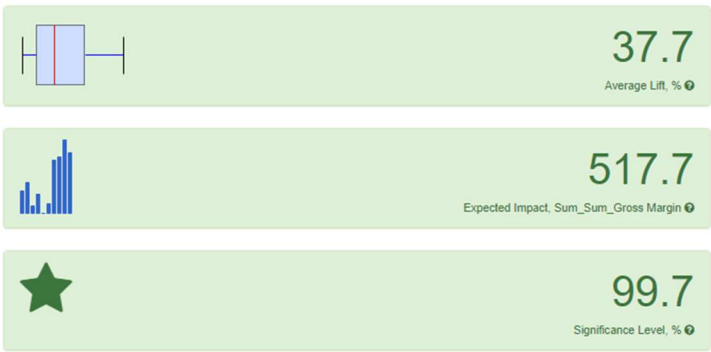 37.7
Average Lift, %
517.7
Expected Impact, Sum_Sum_Gross Margin
99.7
Significance Level, %